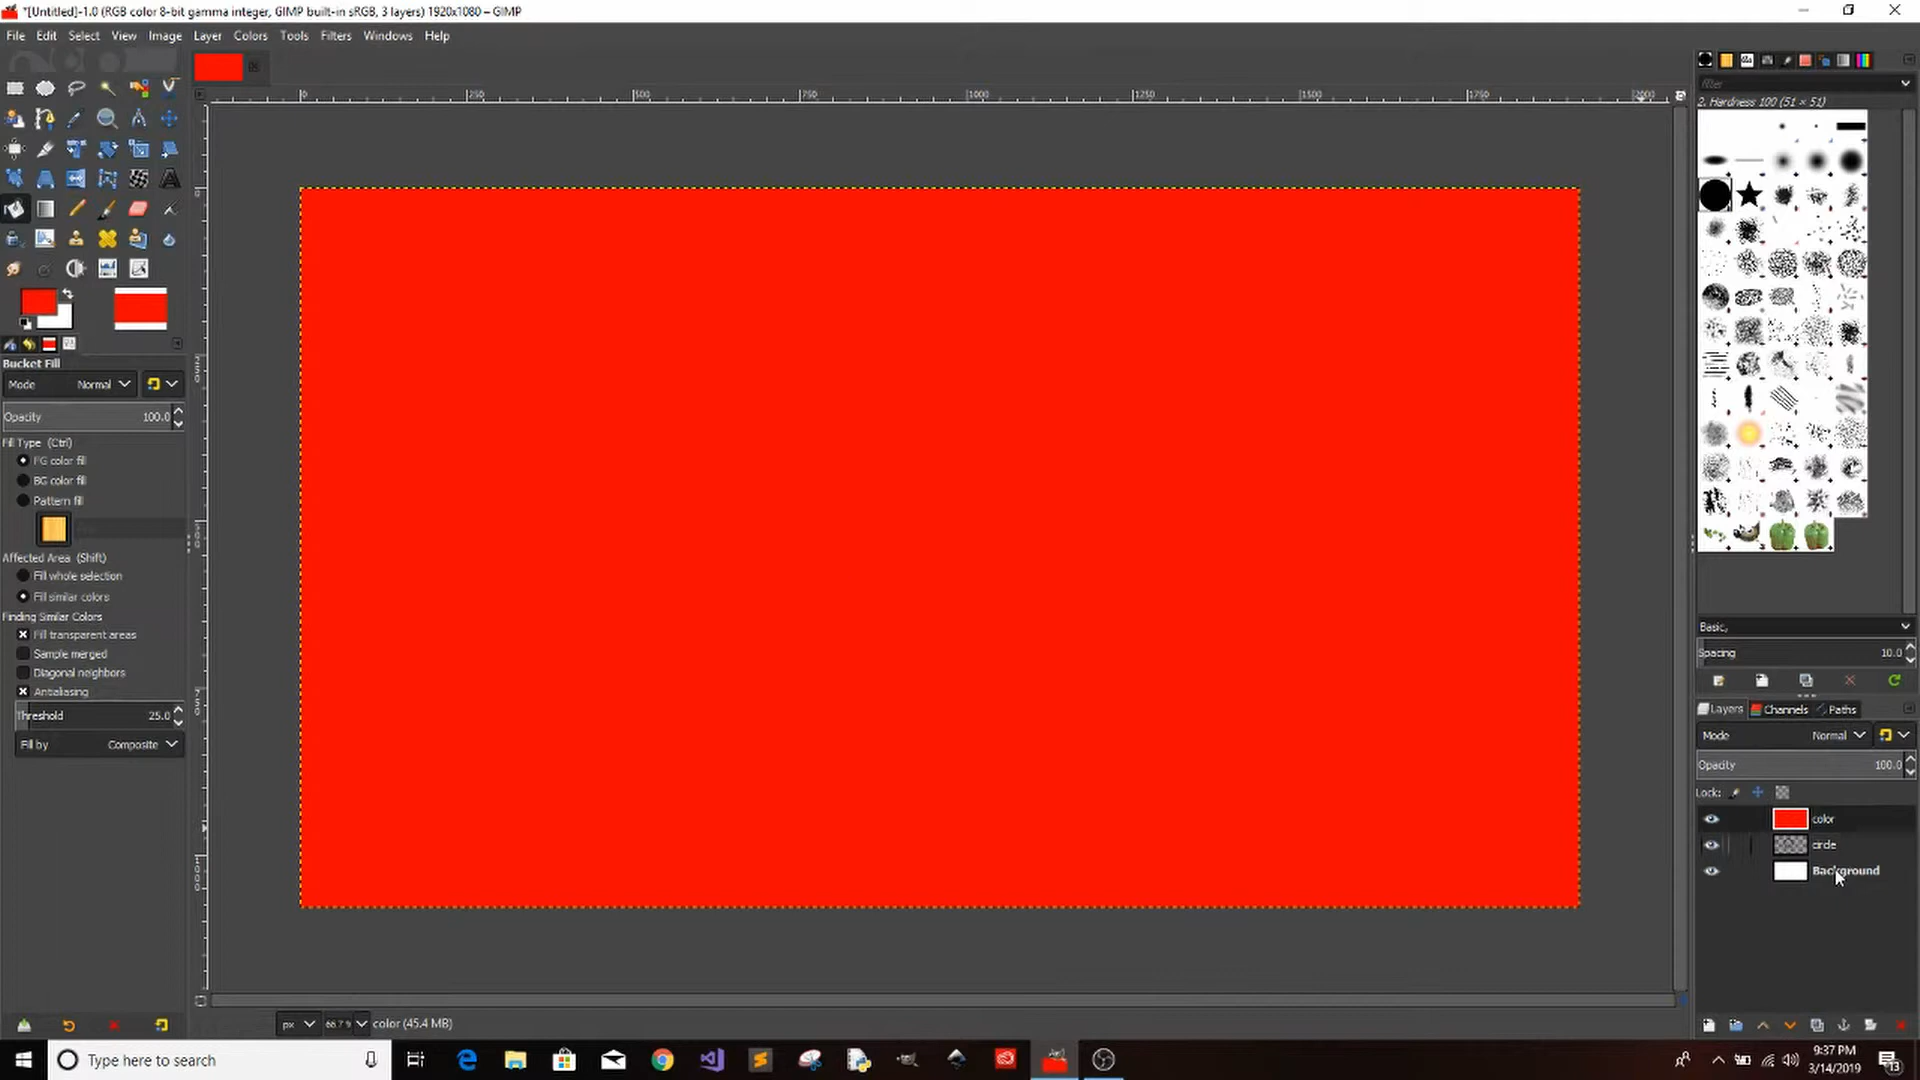 *[Untitled]-1.0 (RGB color 8-bit gamma integer, GIMP built-in sRGB, 3 layers) 1920x1080 – GIMP
File Edit Select View Image Layer Colors Tools Filters Windows Help
0 250 500 750 1000 1250 1500 1750 2000
filter
2. Hardness 100 (51 × 51)
Bucket Fill
Mode Normal
Opacity 100.0
Fill Type (Ctrl)
FG color fill
BG color fill
Pattern fill
Affected Area (Shift)
Fill whole selection
Fill similar colors
Finding Similar Colors
Fill transparent areas
Sample merged
Diagonal neighbors
Antialiasing
Threshold 25.0
Fill by Composite
Basic,
Spacing 10.0
Layers Channels Paths
Mode Normal
Opacity 100.0
Lock:
color
circle
Background
px 66.7 % color (45.4 MB)
Type here to search
9:37 PM
3/14/2019
13